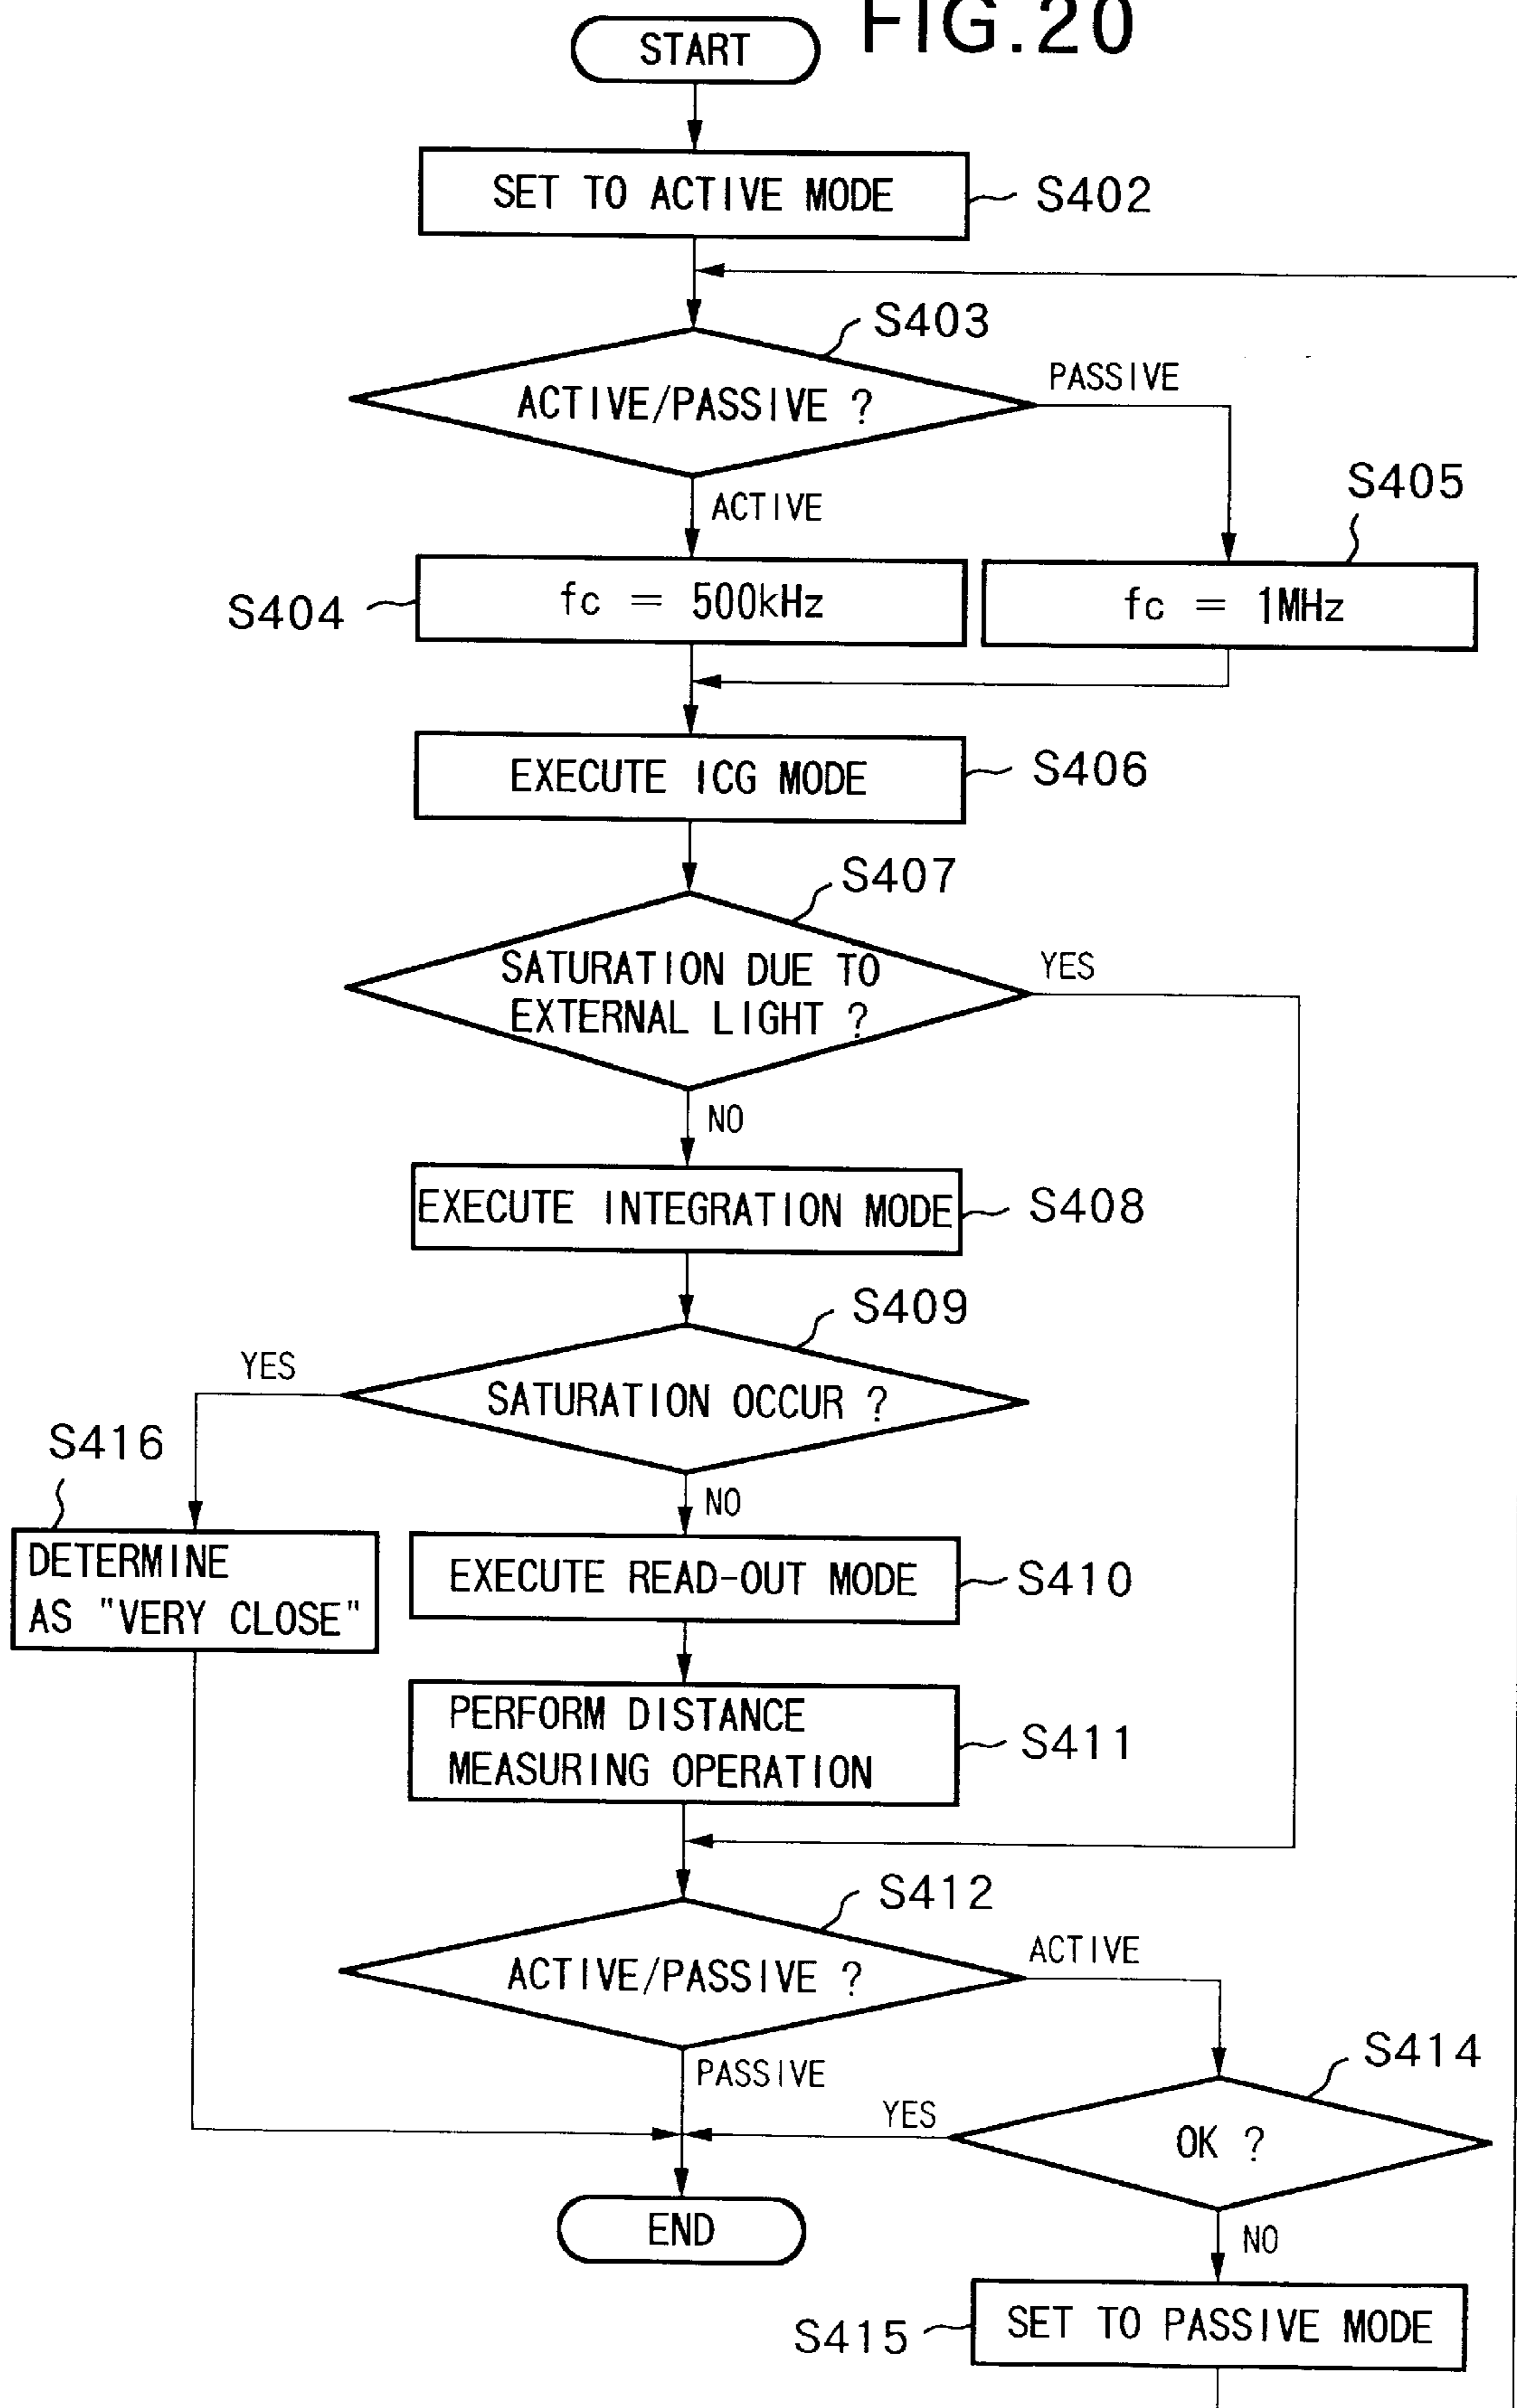 FIG.20
START
SET TO ACTIVE MODE
S402
S403
ACTIVE/PASSIVE ?
PASSIVE
ACTIVE
S405
S404
fc = 500kHz
fc = 1MHz
EXECUTE ICG MODE
S406
S407
SATURATION DUE TO
EXTERNAL LIGHT ?
YES
NO
EXECUTE INTEGRATION MODE
S408
S409
YES
SATURATION OCCUR ?
S416
NO
DETERMINE
AS "VERY CLOSE"
EXECUTE READ-OUT MODE
S410
PERFORM DISTANCE
MEASURING OPERATION
S411
S412
ACTIVE/PASSIVE ?
ACTIVE
PASSIVE
S414
YES
OK ?
END
NO
S415
SET TO PASSIVE MODE